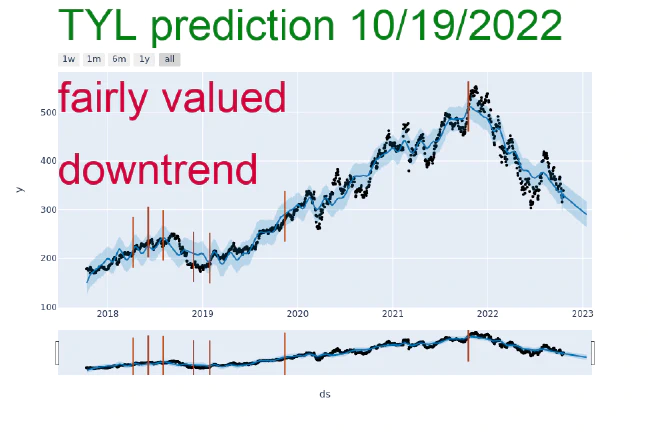 TYL prediction 10/19/2022
1w 1m 6m 1y all
fairly valued
downtrend
y
500
400
300
200
100
2018 2019 2020 2021 2022 2023
ds